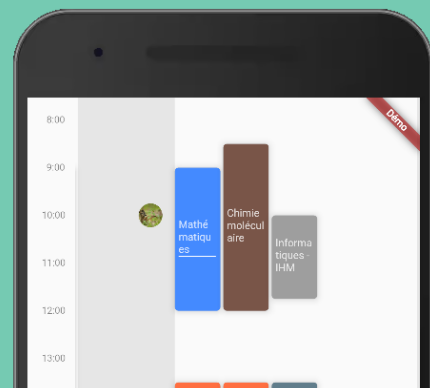 Démo
8:00
9:00
10:00
11:00
12:00
13:00
Mathé
matiqu
es
Chimie
molécul
aire
Informa
tiques -
IHM